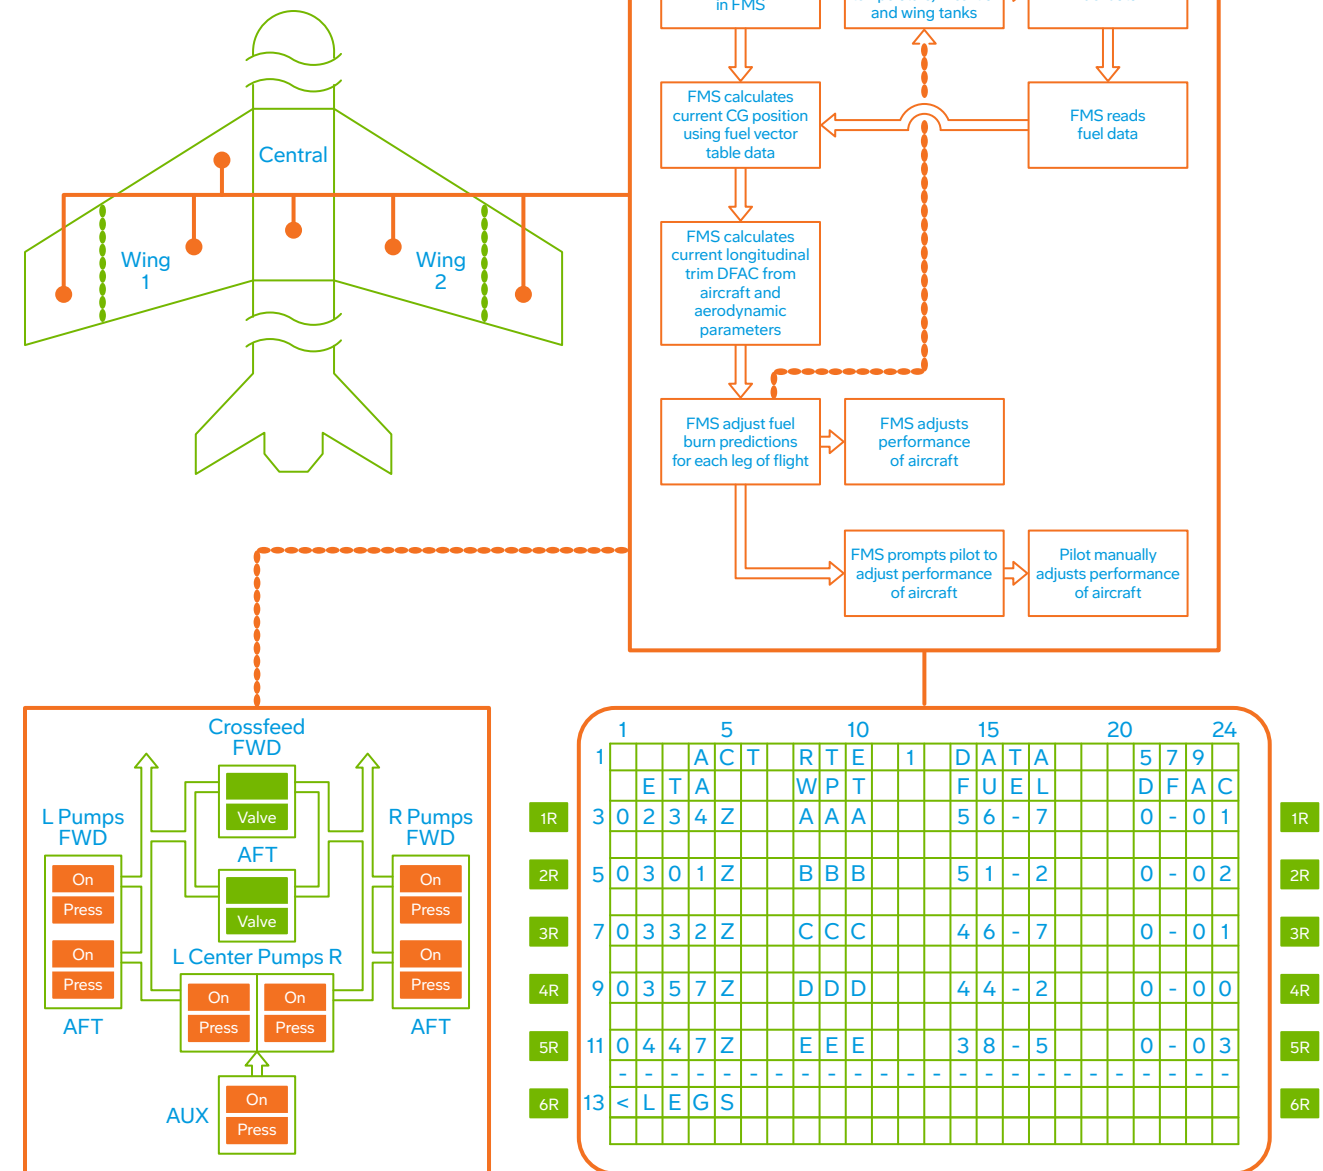 in FMS
and wing tanks
FMS calculates
current CG position
using fuel vector
table data
FMS reads
fuel data
FMS calculates
current longitudinal
trim DFAC from
aircraft and
aerodynamic
parameters
FMS adjust fuel
burn predictions
for each leg of flight
FMS adjusts
performance
of aircraft
FMS prompts pilot to
adjust performance
of aircraft
Pilot manually
adjusts performance
of aircraft
Central
Wing
1
Wing
2
Crossfeed
FWD
Valve
L Pumps
FWD
R Pumps
FWD
AFT
On
Press
On
Press
Valve
On
Press
On
Press
L Center Pumps R
On
Press
On
Press
AFT
AFT
AUX
On
Press
1 5 10 15 20 24
1 ACT RTE 1 DATA 579
ETA WPT FUEL DFAC
1R 3 0234Z AAA 56-7 0-01 1R
2R 5 0301Z BBB 51-2 0-02 2R
3R 7 0332Z CCC 46-7 0-01 3R
4R 9 0357Z DDD 44-2 0-00 4R
5R 11 0447Z EEE 38-5 0-03 5R
- - - - - - - - - - - - - - - - - - - - - - - -
6R 13 <LEGS 6R